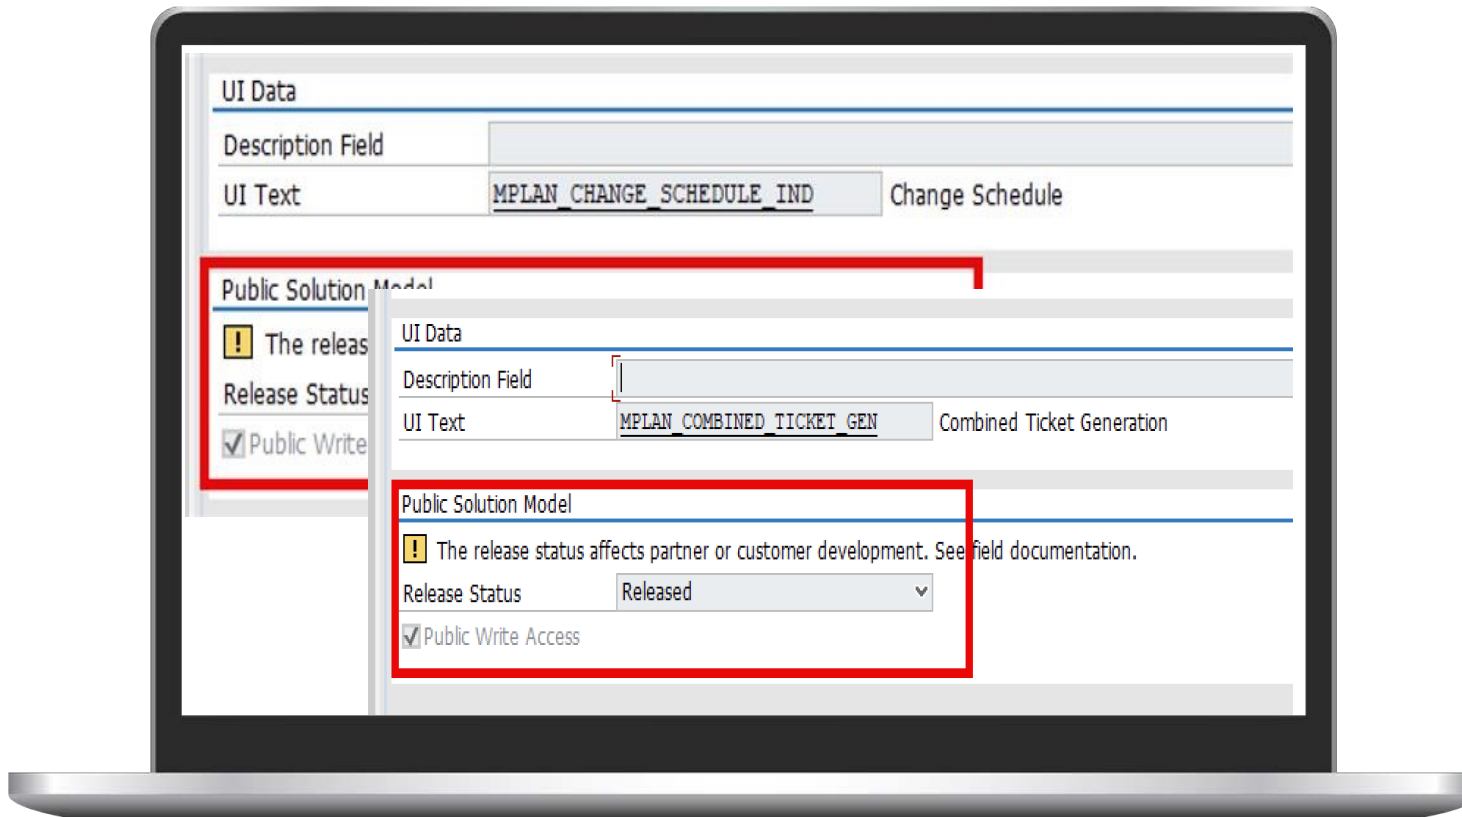 UI Data
Description Field
UI Text MPLAN_CHANGE_SCHEDULE_IND Change Schedule
Public Solution Model
The releas
Release Status
Public Write
UI Data
Description Field
UI Text MPLAN_COMBINED_TICKET_GEN Combined Ticket Generation
Public Solution Model
The release status affects partner or customer development. See field documentation.
Release Status Released
Public Write Access